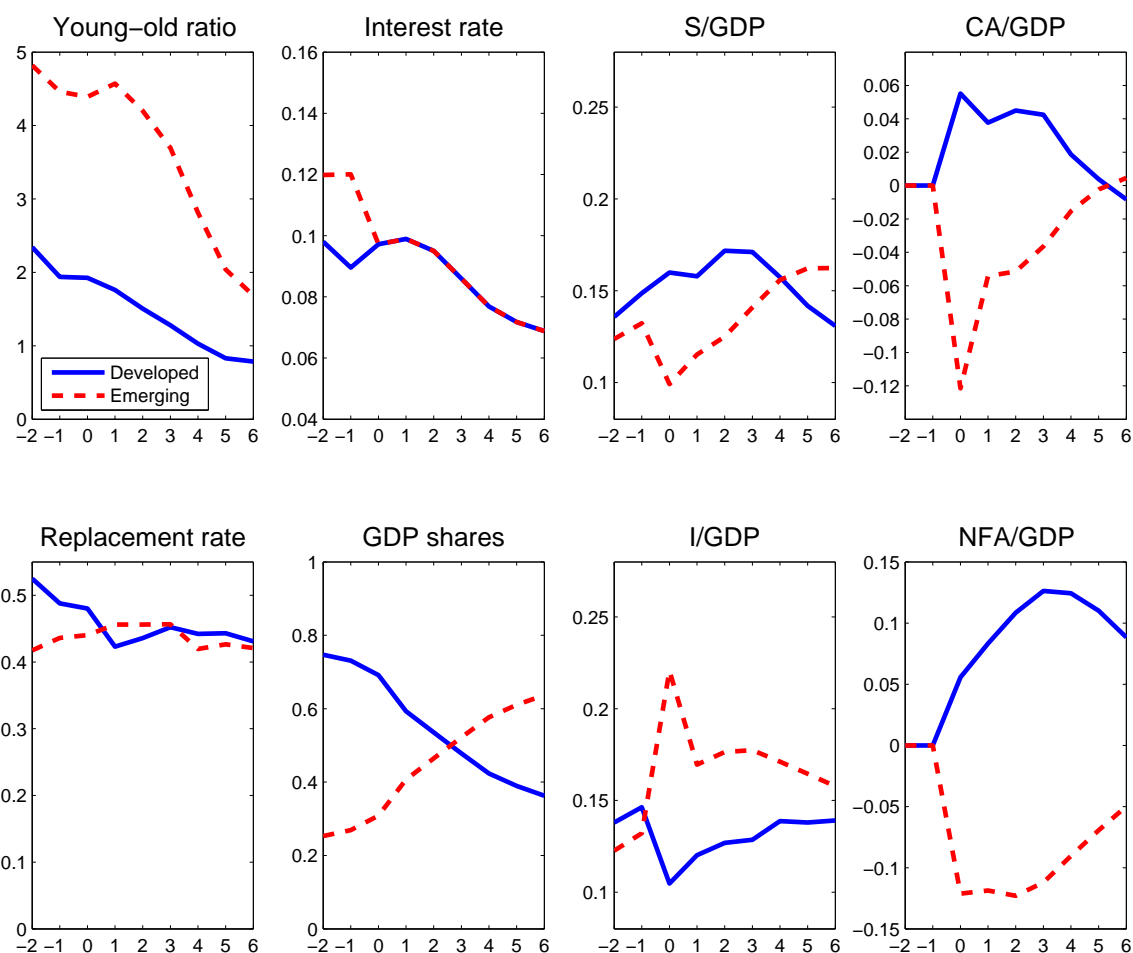 Young−old ratio
5
4
3
2
1
0
Developed
Emerging
−2 −1 0 1 2 3 4 5 6
Interest rate
0.16
0.14
0.12
0.1
0.08
0.06
0.04
−2 −1 0 1 2 3 4 5 6
S/GDP
0.25
0.2
0.15
0.1
−2 −1 0 1 2 3 4 5 6
CA/GDP
0.06
0.04
0.02
0
−0.02
−0.04
−0.06
−0.08
−0.1
−0.12
−2 −1 0 1 2 3 4 5 6
Replacement rate
0.5
0.4
0.3
0.2
0.1
0
−2 −1 0 1 2 3 4 5 6
GDP shares
1
0.8
0.6
0.4
0.2
0
−2 −1 0 1 2 3 4 5 6
I/GDP
0.25
0.2
0.15
0.1
−2 −1 0 1 2 3 4 5 6
NFA/GDP
0.15
0.1
0.05
0
−0.05
−0.1
−0.15
−2 −1 0 1 2 3 4 5 6